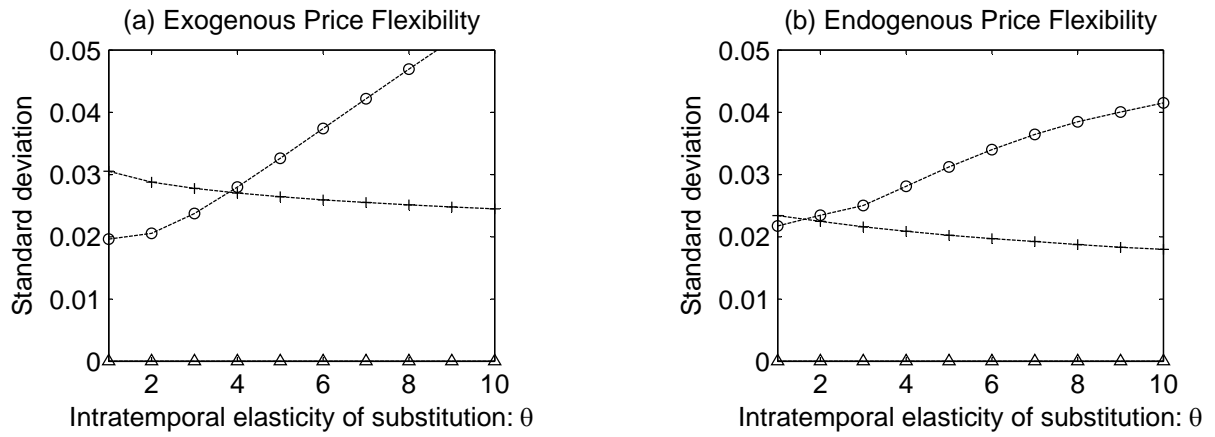 (a) Exogenous Price Flexibility
0.05
0.04
0.03
0.02
0.01
0
Standard deviation
2 4 6 8 10
Intratemporal elasticity of substitution: θ
(b) Endogenous Price Flexibility
0.05
0.04
0.03
0.02
0.01
0
Standard deviation
2 4 6 8 10
Intratemporal elasticity of substitution: θ